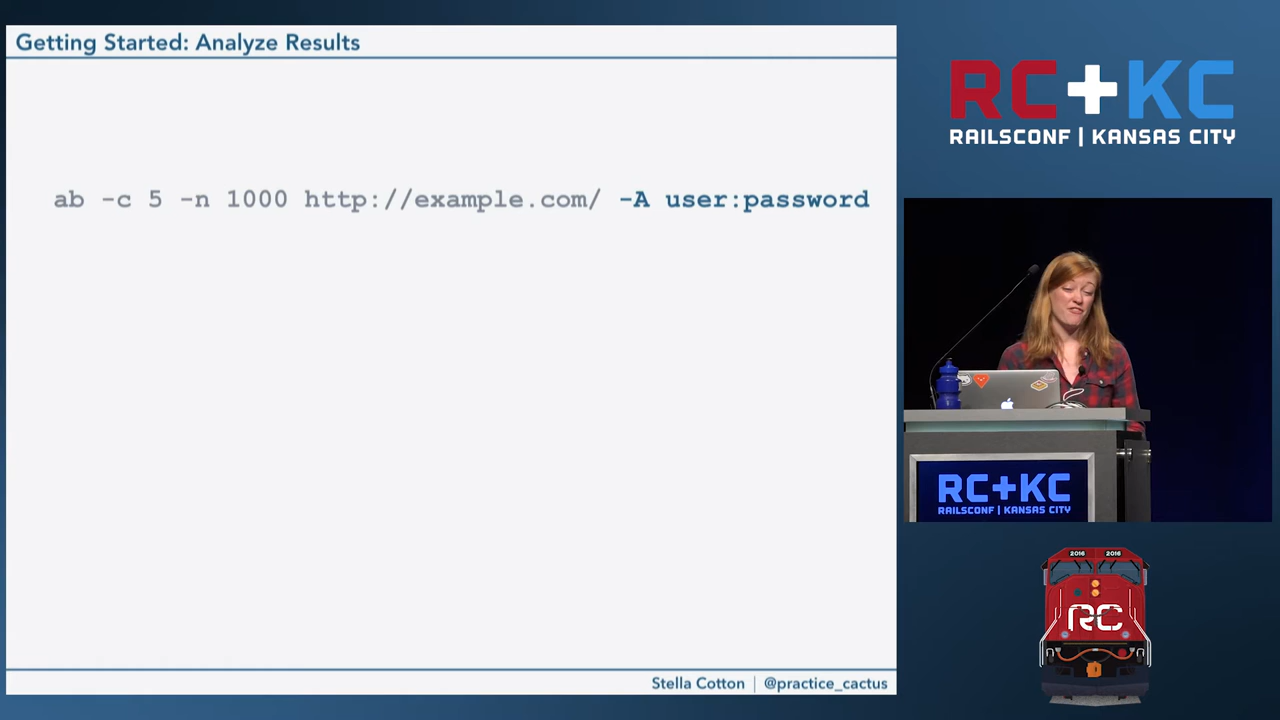 Getting Started: Analyze Results
ab -c 5 -n 1000 http://example.com/ -A user:password
Stella Cotton | @practice_cactus
RC+KC
RAILSCONF | KANSAS CITY
RC+KC
RAILSCONF | KANSAS CITY
2016 2016
RC